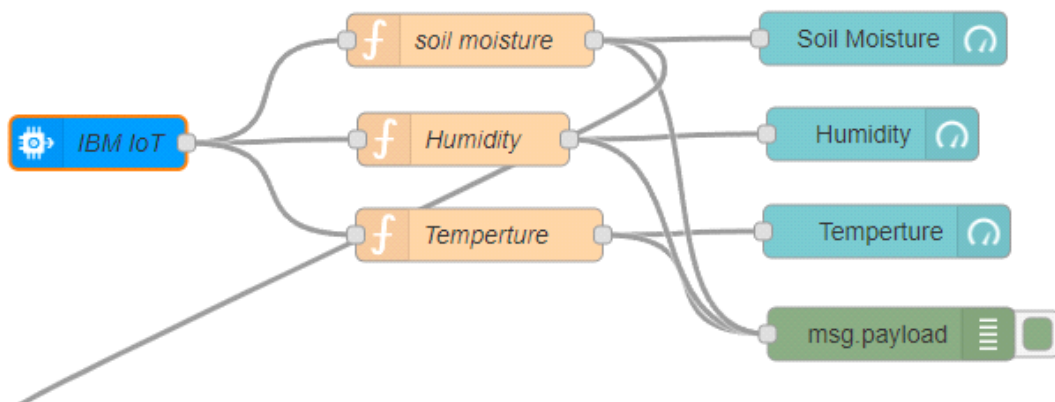 IBM IoT
soil moisture
Humidity
Temperture
Soil Moisture
Humidity
Temperture
msg.payload